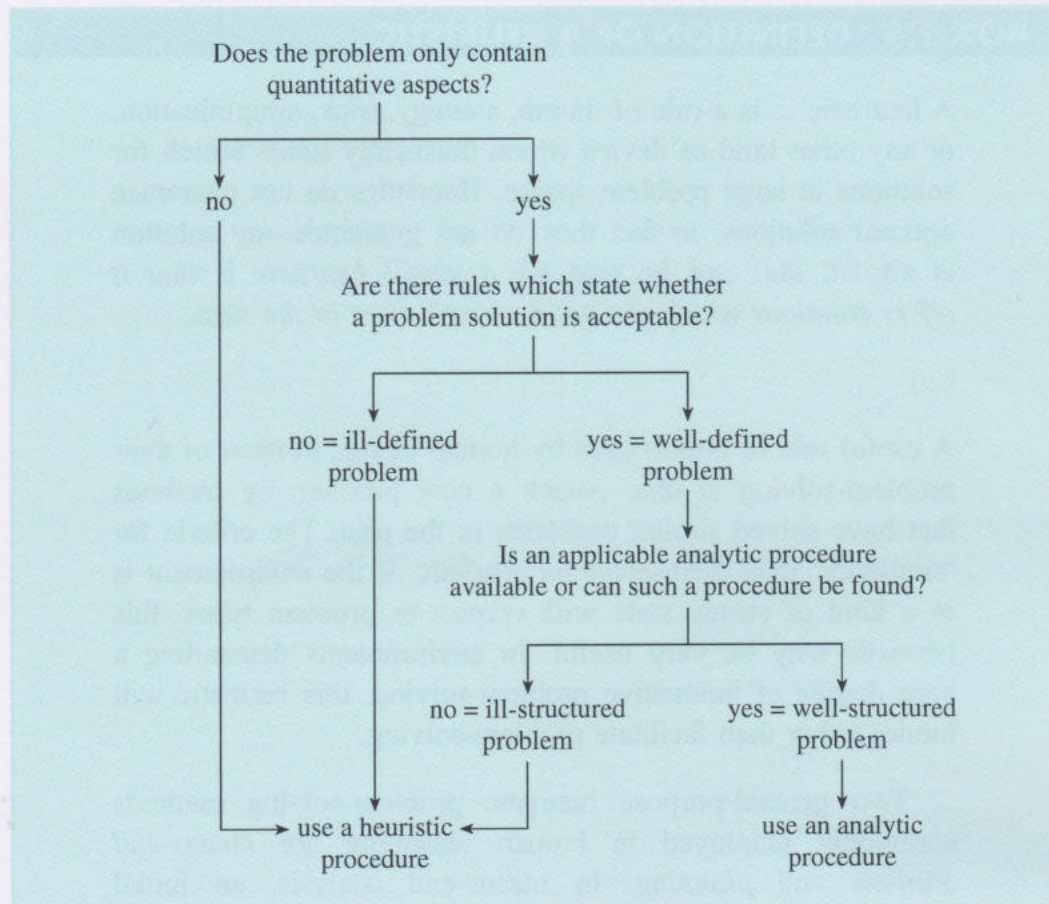 Does the problem only contain
quantitative aspects?
no
yes
Are there rules which state whether
a problem solution is acceptable?
no = ill-defined
problem
yes = well-defined
problem
Is an applicable analytic procedure
available or can such a procedure be found?
no = ill-structured
problem
yes = well-structured
problem
use a heuristic
procedure
use an analytic
procedure